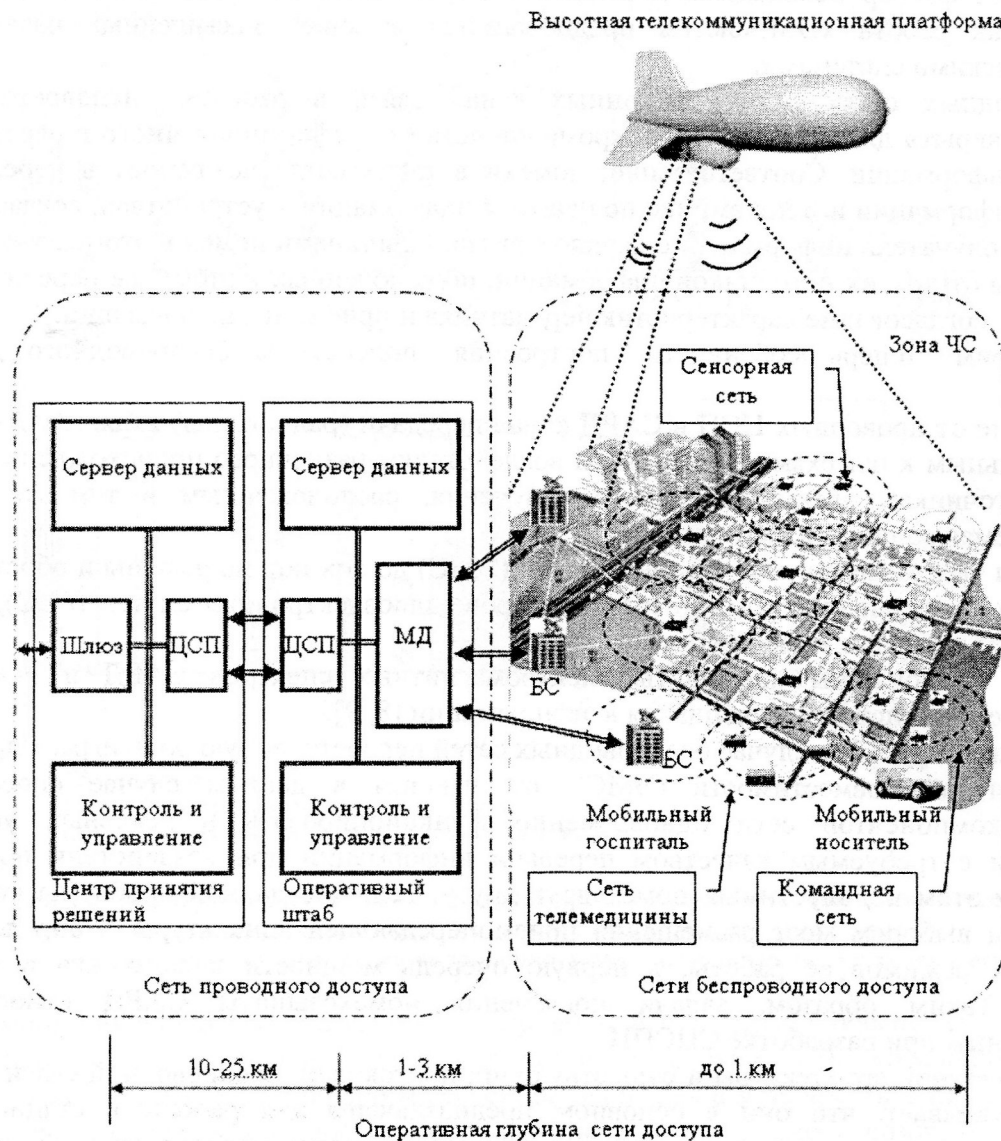 Высотная телекоммуникационная платформа
Зона ЧС
Сенсорная
сеть
Сервер данных
Сервер данных
Шлюз
ЦСП
ЦСП
МД
БС
БС
Контроль и
управление
Контроль и
управление
Центр принятия
решений
Оперативный
штаб
Мобильный
госпиталь
Мобильный
носитель
Сеть
телемедицины
Командная
сеть
Сеть проводного доступа
Сети беспроводного доступа
10-25 км
1-3 км
до 1 км
Оперативная глубина сети доступа